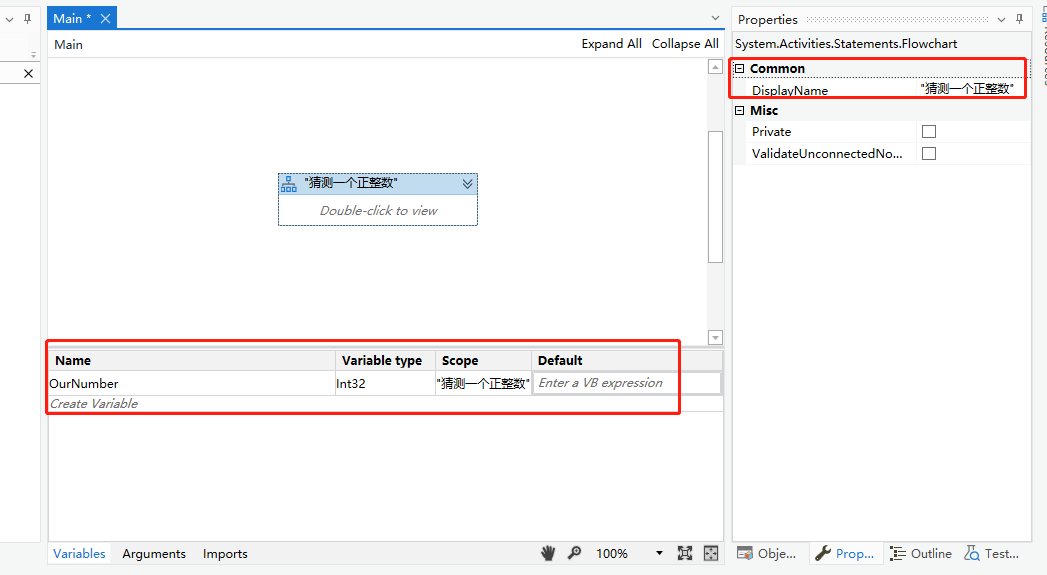 Main *
Properties
Main
Expand All Collapse All
System.Activities.Statements.Flowchart
Common
DisplayName "猜测一个正整数"
Misc
Private
ValidateUnconnectedNo...
"猜测一个正整数"
Double-click to view
Name Variable type Scope Default
OurNumber Int32 "猜测一个正整数" Enter a VB expression
Create Variable
Variables Arguments Imports 100%
Obje... Prop... Outline Test...